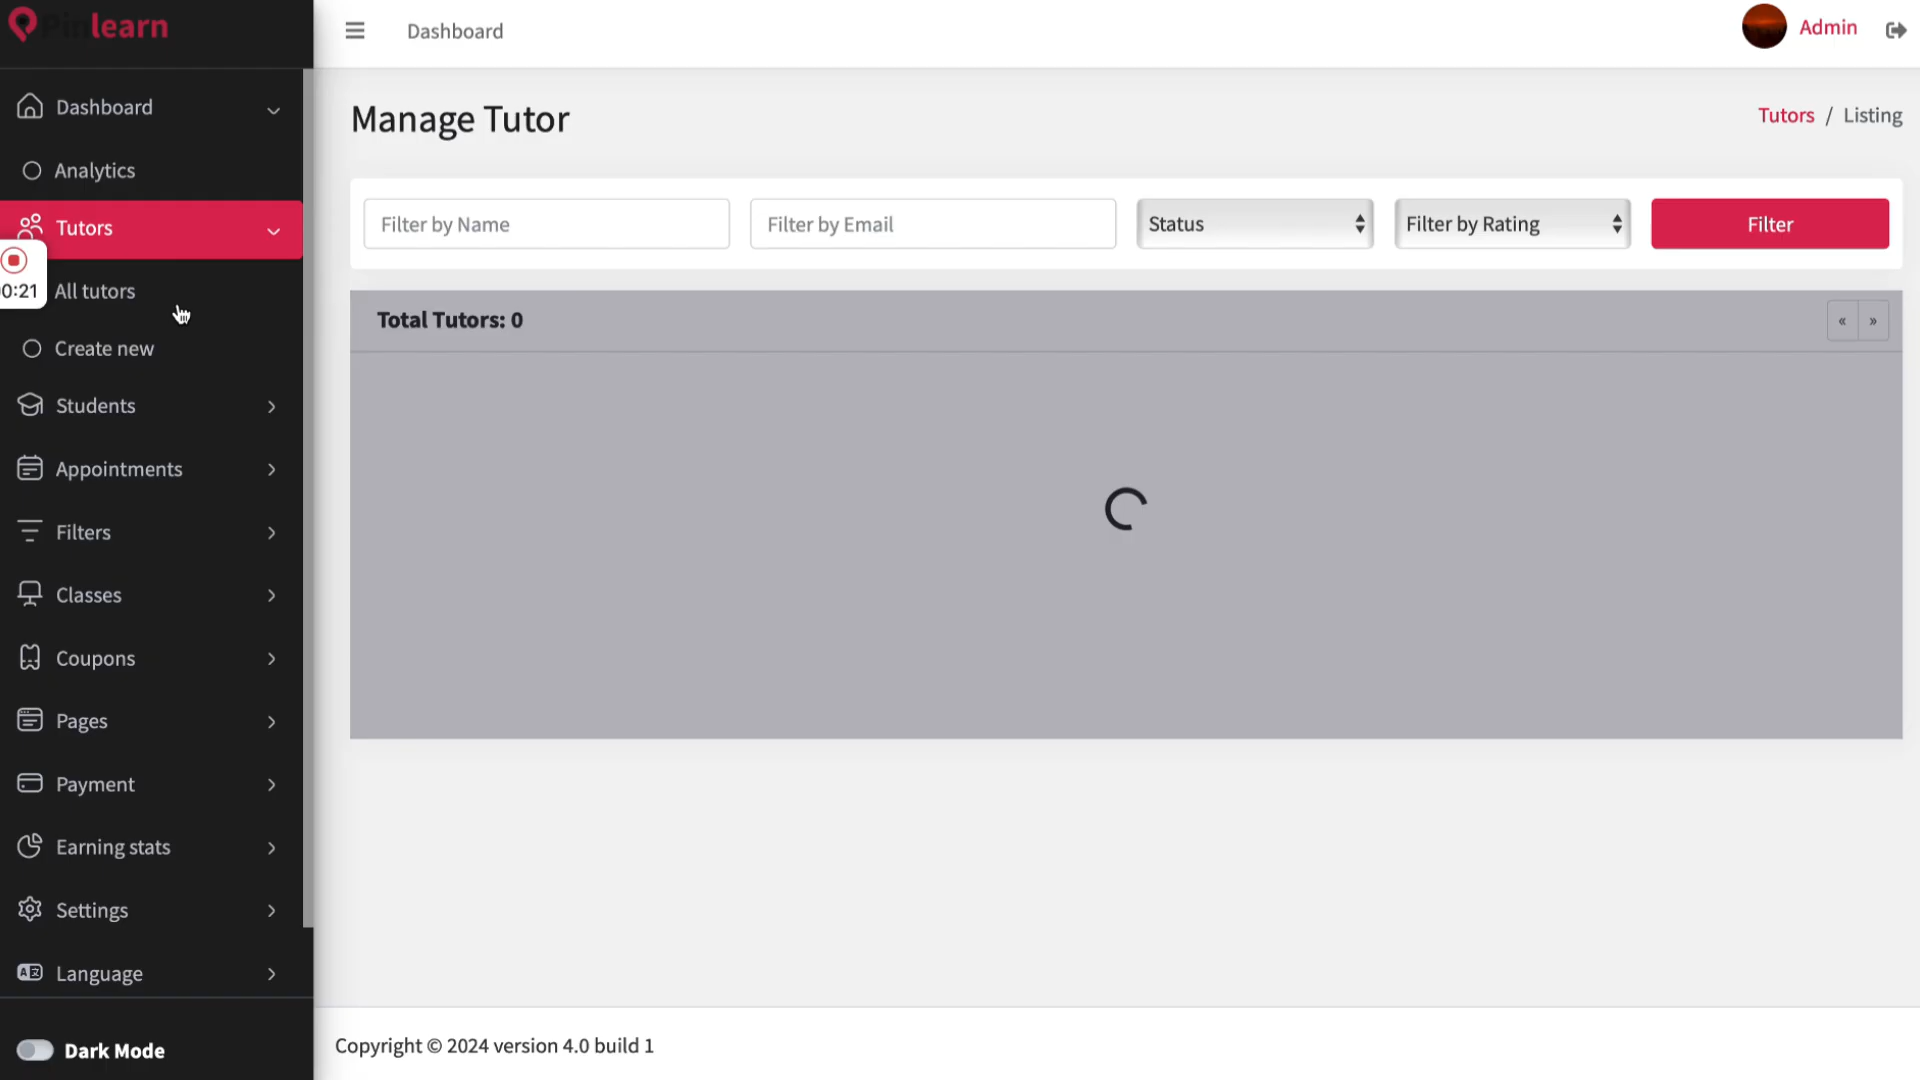 Pinlearn
Dashboard
Admin
Dashboard
Analytics
Tutors
0:21
All tutors
Create new
Students
Appointments
Filters
Classes
Coupons
Pages
Payment
Earning stats
Settings
Language
Dark Mode
Manage Tutor
Tutors / Listing
Filter by Name
Filter by Email
Status
Filter by Rating
Filter
Total Tutors: 0
« »
Copyright © 2024 version 4.0 build 1